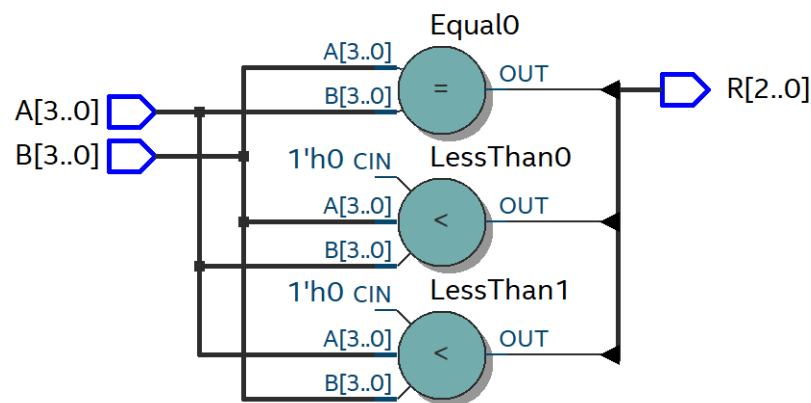 Equal0
A[3..0]
B[3..0]
=
OUT
A[3..0]
B[3..0]
R[2..0]
LessThan0
1'h0 CIN
A[3..0]
B[3..0]
<
OUT
LessThan1
1'h0 CIN
A[3..0]
B[3..0]
<
OUT